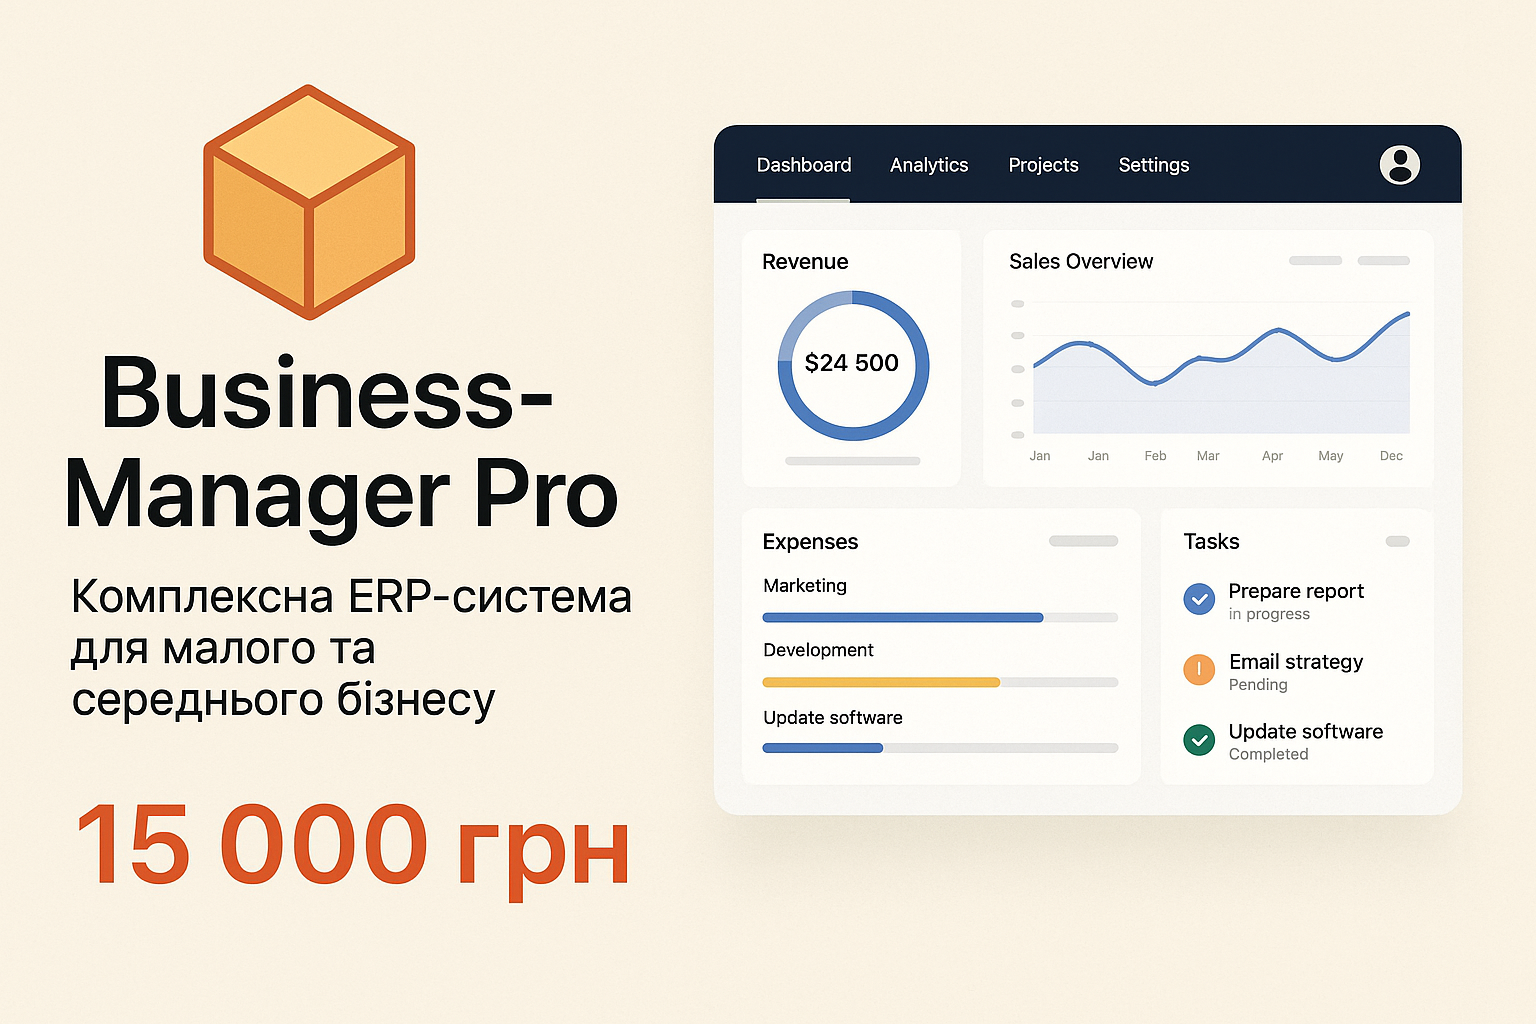 Business-
Manager Pro
Комплексна ERP-система
для малого та
середнього бізнесу
15 000 грн
Dashboard Analytics Projects Settings
Revenue
$24 500
Sales Overview
Jan Jan Feb Mar Apr May Dec
Expenses
Marketing
Development
Update software
Tasks
Prepare report
in progress
Email strategy
Pending
Update software
Completed